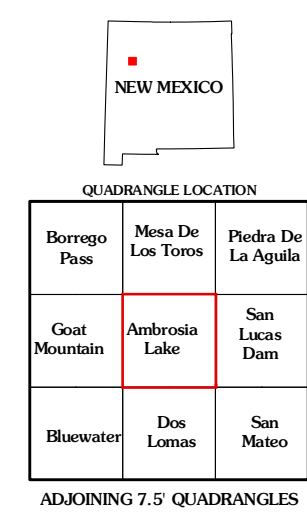 NEW MEXICO
QUADRANGLE LOCATION
Borrego
Pass
Mesa De
Los Toros
Piedra De
La Aguila
Goat
Mountain
Ambrosia
Lake
San
Lucas
Dam
Bluewater
Dos
Lomas
San
Mateo
ADJOINING 7.5' QUADRANGLES